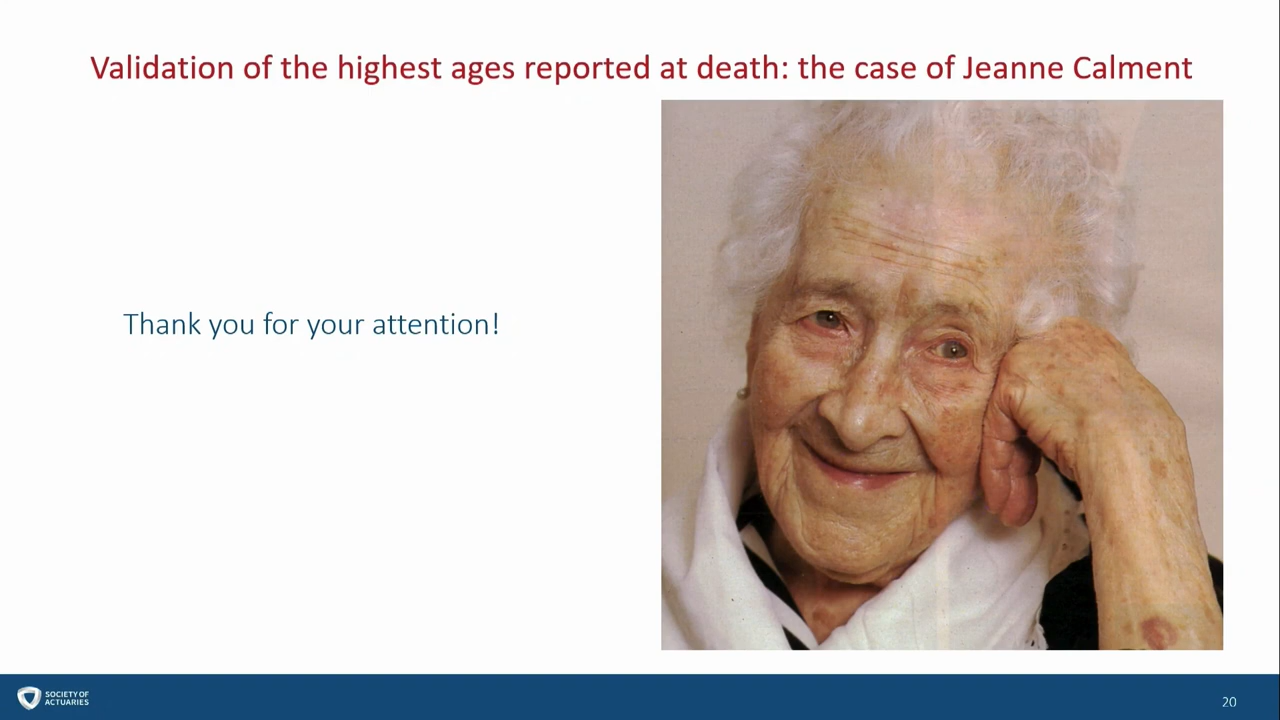 Validation of the highest ages reported at death: the case of Jeanne Calment
Thank you for your attention!
SOCIETY OF
ACTUARIES
20